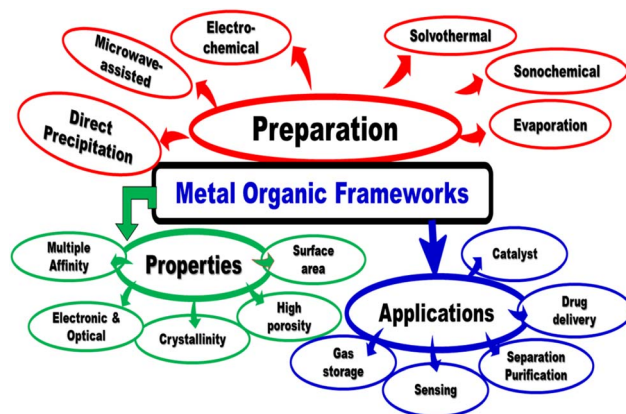 Electro-
chemical
Solvothermal
Microwave-
assisted
Sonochemical
Direct
Precipitation
Preparation
Evaporation
Metal Organic Frameworks
Multiple
Affinity
Properties
Surface
area
Electronic &
Optical
Crystallinity
High
porosity
Catalyst
Applications
Drug
delivery
Gas
storage
Sensing
Separation
Purification